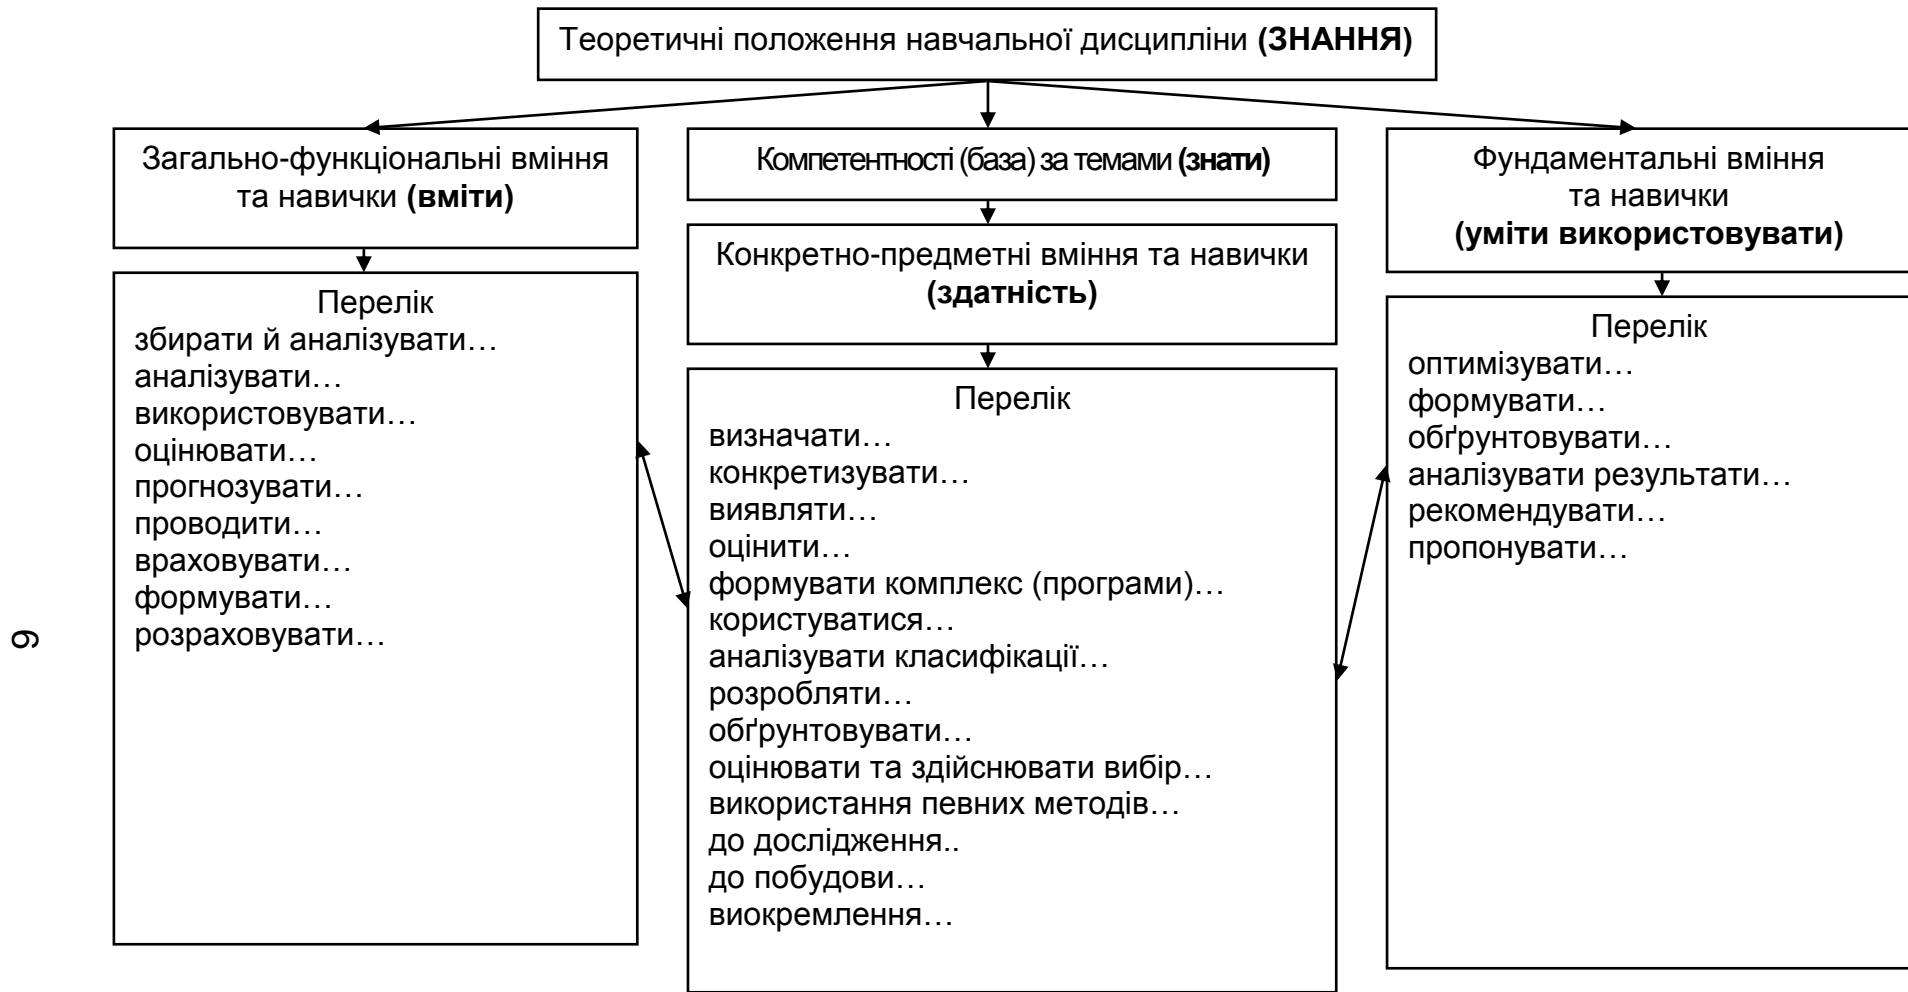 Теоретичні положення навчальної дисципліни (ЗНАННЯ)
Загально-функціональні вміння
та навички (вміти)
Перелік
збирати й аналізувати…
аналізувати…
використовувати…
оцінювати…
прогнозувати…
проводити…
враховувати…
формувати…
розраховувати…
Компетентності (база) за темами (знати)
Конкретно-предметні вміння та навички
(здатність)
Перелік
визначати…
конкретизувати…
виявляти…
оцінити…
формувати комплекс (програми)…
користуватися…
аналізувати класифікації…
розробляти…
обґрунтовувати…
оцінювати та здійснювати вибір…
використання певних методів…
до дослідження..
до побудови…
виокремлення…
Фундаментальні вміння
та навички
(уміти використовувати)
Перелік
оптимізувати…
формувати…
обґрунтовувати…
аналізувати результати…
рекомендувати…
пропонувати…
6